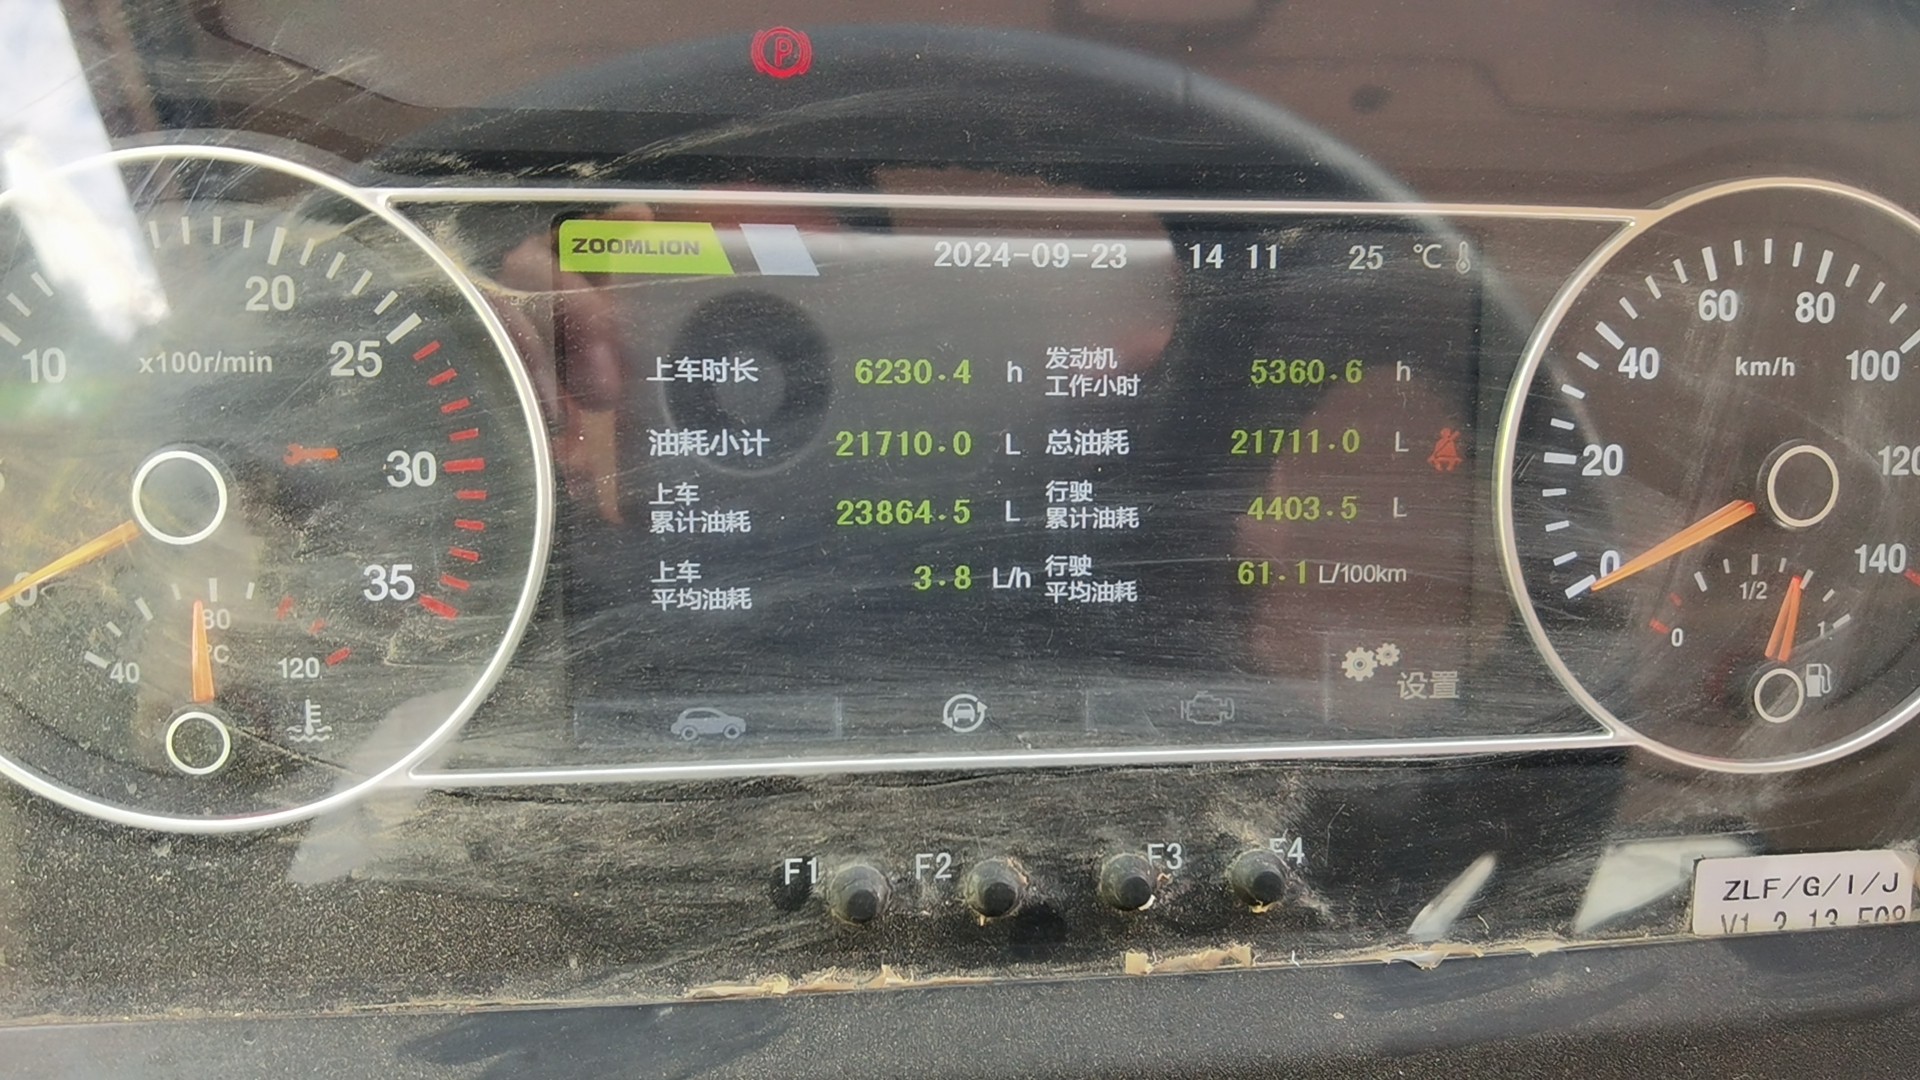 ZOOMLION
2024-09-23 14 11 25 ℃
上车时长 6230.4 h
发动机
工作小时 5360.6 h
油耗小计 21710.0 L
总油耗 21711.0 L
上车
累计油耗 23864.5 L
行驶
累计油耗 4403.5 L
上车
平均油耗 3.8 L/h
行驶
平均油耗 61.1 L/100km
设置
10
20
25
30
35
x100r/min
0
40
80
℃
120
0
20
40
60
80
100
120
140
km/h
0
1/2
1
P
F1 F2 F3 F4
ZLF/G/I/J